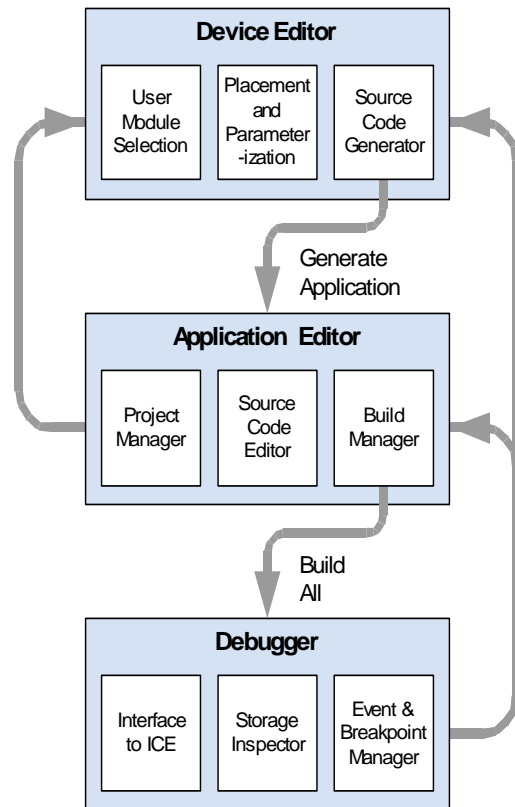 Device Editor
User
Module
Selection
Placement
and
Parameter
-ization
Source
Code
Generator
Generate
Application
Application Editor
Project
Manager
Source
Code
Editor
Build
Manager
Build
All
Debugger
Interface
to ICE
Storage
Inspector
Event &
Breakpoint
Manager